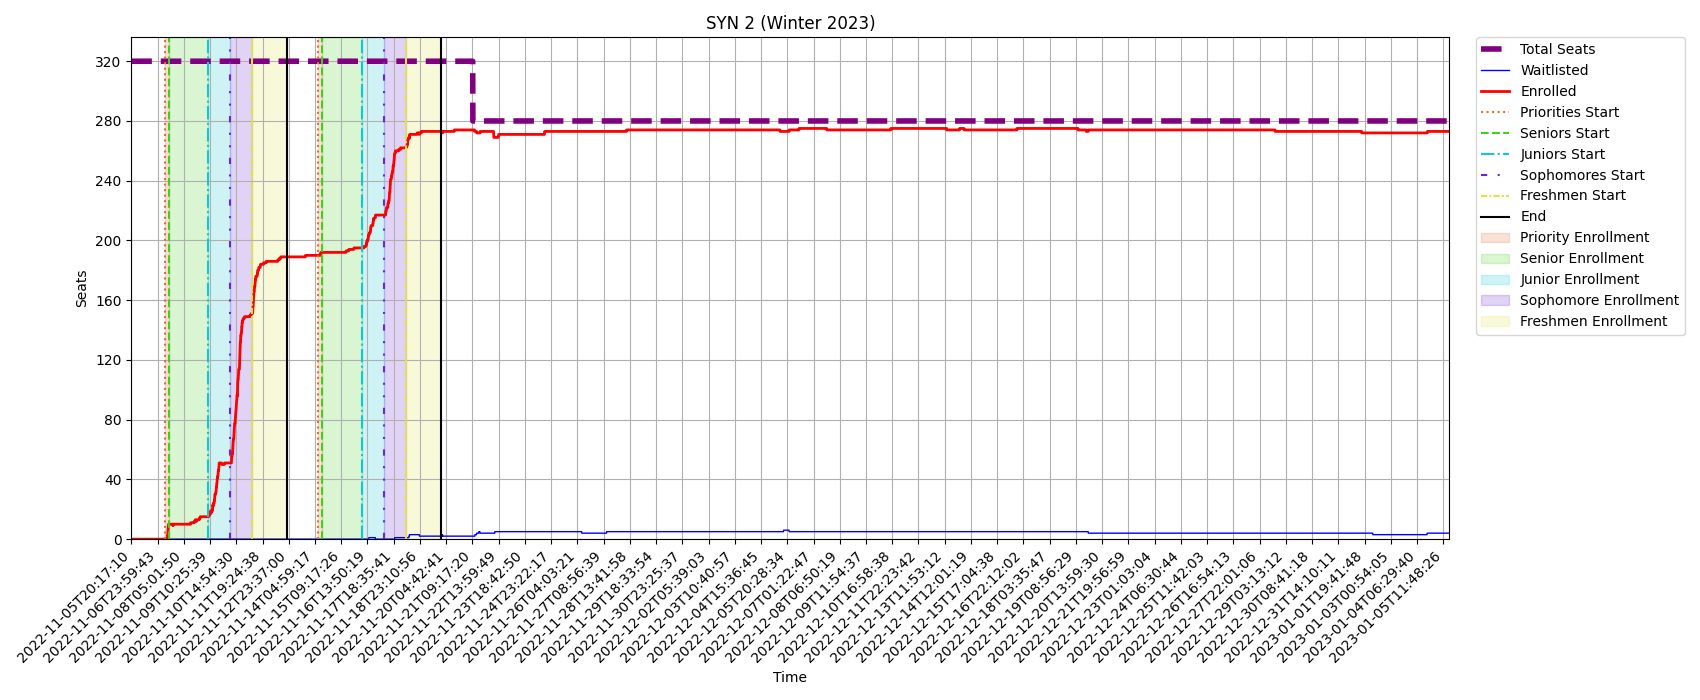 SYN 2 (Winter 2023)
Seats
320
280
240
200
160
120
80
40
0
2022-11-05T20:17:10
2022-11-06T23:59:43
2022-11-08T05:01:50
2022-11-09T10:25:39
2022-11-10T14:54:30
2022-11-11T19:24:38
2022-11-12T23:37:00
2022-11-14T04:59:17
2022-11-15T09:17:26
2022-11-16T13:50:19
2022-11-17T18:35:41
2022-11-18T23:10:56
2022-11-20T04:42:41
2022-11-21T09:17:20
2022-11-22T13:59:49
2022-11-23T18:42:50
2022-11-24T23:22:17
2022-11-26T04:03:21
2022-11-27T08:56:39
2022-11-28T13:41:58
2022-11-29T18:33:54
2022-11-30T23:25:37
2022-12-02T05:39:03
2022-12-03T10:40:57
2022-12-04T15:36:45
2022-12-05T20:28:34
2022-12-07T01:22:47
2022-12-08T06:50:19
2022-12-09T11:54:37
2022-12-10T16:58:38
2022-12-11T22:23:42
2022-12-13T11:53:12
2022-12-14T12:01:19
2022-12-15T17:04:38
2022-12-16T22:12:02
2022-12-18T03:35:47
2022-12-19T08:56:29
2022-12-20T13:59:30
2022-12-21T19:56:59
2022-12-23T01:03:04
2022-12-24T06:30:44
2022-12-25T11:42:03
2022-12-26T16:54:13
2022-12-27T22:01:06
2022-12-29T03:13:12
2022-12-30T08:41:18
2022-12-31T14:10:11
2023-01-01T19:41:48
2023-01-03T00:54:05
2023-01-04T06:29:40
2023-01-05T11:48:26
Time
Total Seats
Waitlisted
Enrolled
Priorities Start
Seniors Start
Juniors Start
Sophomores Start
Freshmen Start
End
Priority Enrollment
Senior Enrollment
Junior Enrollment
Sophomore Enrollment
Freshmen Enrollment